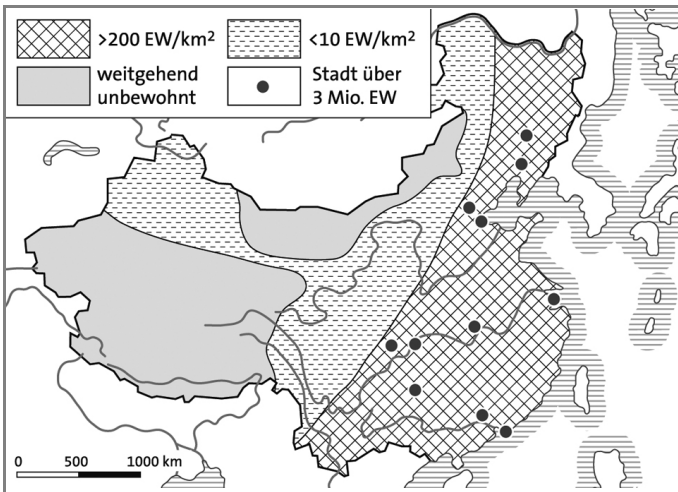 >200 EW/km²
<10 EW/km²
weitgehend
unbewohnt
Stadt über
3 Mio. EW
0 500 1000 km